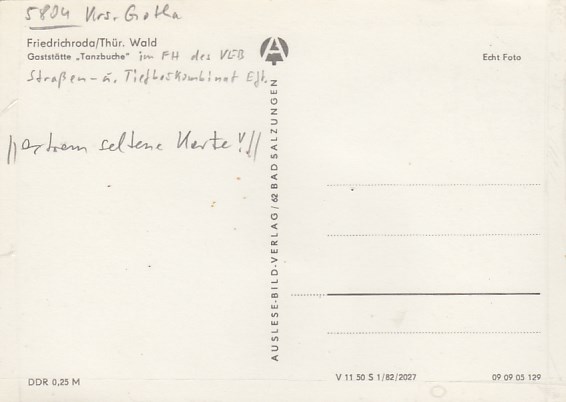 5804 Krs. Gotha
Friedrichroda/Thür. Wald
Gaststätte „Tanzbuche" im FH des VEB
Straßen- u. Tiefbaukombinat Eft.
Echt Foto
A
//extrem seltene Karte!//
AUSLESE-BILD-VERLAG/62 BAD SALZUNGEN
DDR 0,25 M
V 11 50 S 1/82/2027
09 09 05 129